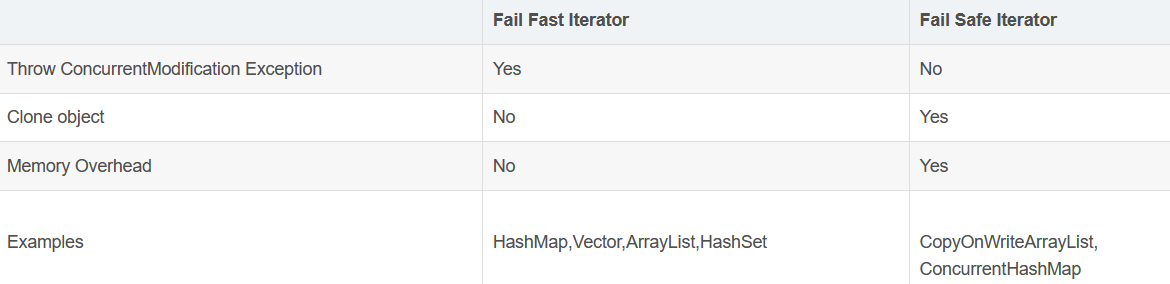 Fail Fast Iterator Fail Safe Iterator
Throw ConcurrentModification Exception Yes No
Clone object No Yes
Memory Overhead No Yes
Examples HashMap,Vector,ArrayList,HashSet CopyOnWriteArrayList,
ConcurrentHashMap